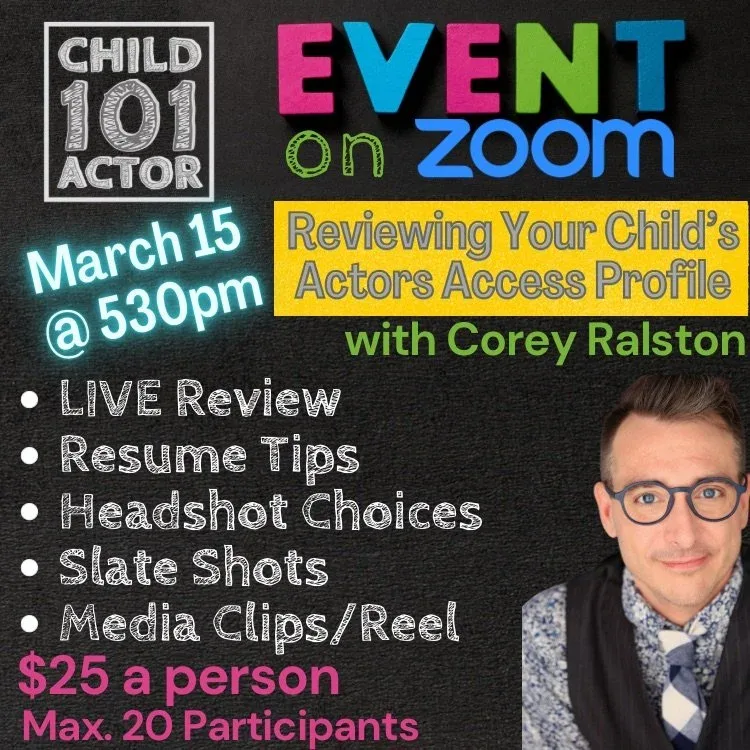 CHILD
101
ACTOR
EVENT
on zoom
March 15
@ 530pm
Reviewing Your Child's
Actors Access Profile
with Corey Ralston
• LIVE Review
• Resume Tips
• Headshot Choices
• Slate Shots
• Media Clips/Reel
$25 a person
Max. 20 Participants